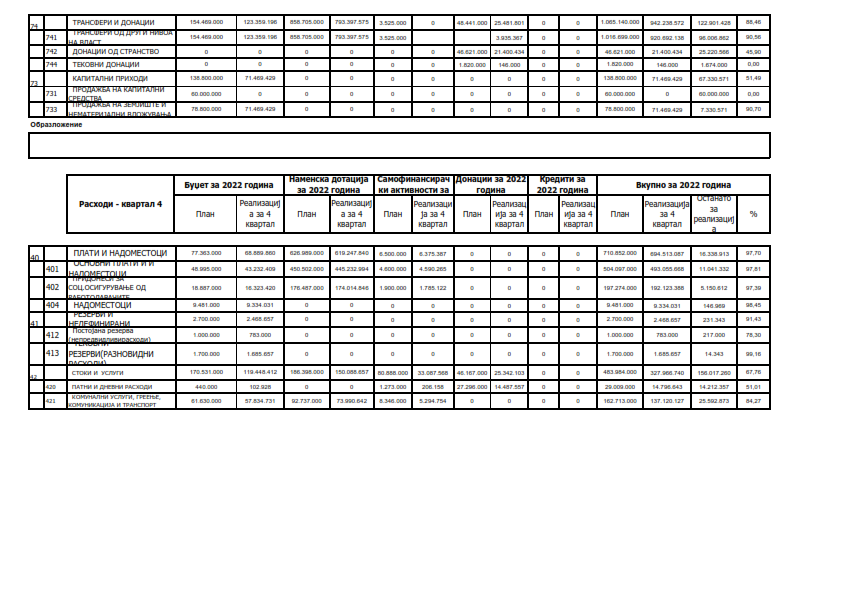 74 ТРАНСФЕРИ И ДОНАЦИИ 154.469.000 123.359.196 858.705.000 793.397.575 3.525.000 0 48.441.000 25.481.801 0 0 1.065.140.000 942.238.572 122.901.428 88,46
741 ТРАНСФЕРИ ОД ДРУГИ НИВОА НА ВЛАСТ 154.469.000 123.359.196 858.705.000 793.397.575 3.525.000 3.935.367 0 0 1.016.699.000 920.692.138 96.006.862 90,56
742 ДОНАЦИИ ОД СТРАНСТВО 0 0 0 0 0 0 46.621.000 21.400.434 0 0 46.621.000 21.400.434 25.220.566 45,90
744 ТЕКОВНИ ДОНАЦИИ 0 0 0 0 0 0 1.820.000 146.000 0 0 1.820.000 146.000 1.674.000 0,00
73 КАПИТАЛНИ ПРИХОДИ 138.800.000 71.469.429 0 0 0 0 0 0 0 0 138.800.000 71.469.429 67.330.571 51,49
731 ПРОДАЖБА НА КАПИТАЛНИ СРЕДСТВА 60.000.000 0 0 0 0 0 0 0 0 0 60.000.000 0 60.000.000 0,00
733 ПРОДАЖБА НА ЗЕМЈИШТЕ И НЕМАТЕРИЈАЛНИ ВЛОЖУВАЊА 78.800.000 71.469.429 0 0 0 0 0 0 0 0 78.800.000 71.469.429 7.330.571 90,70
Образложение
Расходи - квартал 4 Буџет за 2022 година Наменска дотација за 2022 година Самофинансирачки активности за Донации за 2022 година Кредити за 2022 година Вкупно за 2022 година
План Реализација за 4 квартал План Реализација за 4 квартал План Реализација за 4 квартал План Реализација за 4 квартал План Реализација за 4 квартал План Реализација за 4 квартал Останато за реализација %
40 ПЛАТИ И НАДОМЕСТОЦИ 77.363.000 68.889.860 626.989.000 619.247.840 6.500.000 6.375.387 0 0 0 0 710.852.000 694.513.087 16.338.913 97,70
401 ОСНОВНИ ПЛАТИ И И НАДОМЕСТОЦИ 48.995.000 43.232.409 450.502.000 445.232.994 4.600.000 4.590.265 0 0 0 0 504.097.000 493.055.668 11.041.332 97,81
402 ПРИДОНЕСИ ЗА СОЦ.ОСИГУРУВАЊЕ ОД РАБОТОДАВАЧИТЕ 18.887.000 16.323.420 176.487.000 174.014.846 1.900.000 1.785.122 0 0 0 0 197.274.000 192.123.388 5.150.612 97,39
404 НАДОМЕСТОЦИ 9.481.000 9.334.031 0 0 0 0 0 0 0 0 9.481.000 9.334.031 146.969 98,45
41 РЕЗЕРВИ И НЕДЕФИНИРАНИ 2.700.000 2.468.657 0 0 0 0 0 0 0 0 2.700.000 2.468.657 231.343 91,43
412 Постојана резерва (непредвидливирасходи) 1.000.000 783.000 0 0 0 0 0 0 0 0 1.000.000 783.000 217.000 78,30
413 ТЕКОВНИ РЕЗЕРВИ(РАЗНОВИДНИ РАСХОДИ) 1.700.000 1.685.657 0 0 0 0 0 0 0 0 1.700.000 1.685.657 14.343 99,16
42 СТОКИ И УСЛУГИ 170.531.000 119.448.412 186.398.000 150.088.657 80.888.000 33.087.568 46.167.000 25.342.103 0 0 483.984.000 327.966.740 156.017.260 67,76
420 ПАТНИ И ДНЕВНИ РАСХОДИ 440.000 102.928 0 0 1.273.000 206.158 27.296.000 14.487.557 0 0 29.009.000 14.796.643 14.212.357 51,01
421 КОМУНАЛНИ УСЛУГИ, ГРЕЕЊЕ, КОМУНИКАЦИЈА И ТРАНСПОРТ 61.630.000 57.834.731 92.737.000 73.990.642 8.346.000 5.294.754 0 0 0 0 162.713.000 137.120.127 25.592.873 84,27